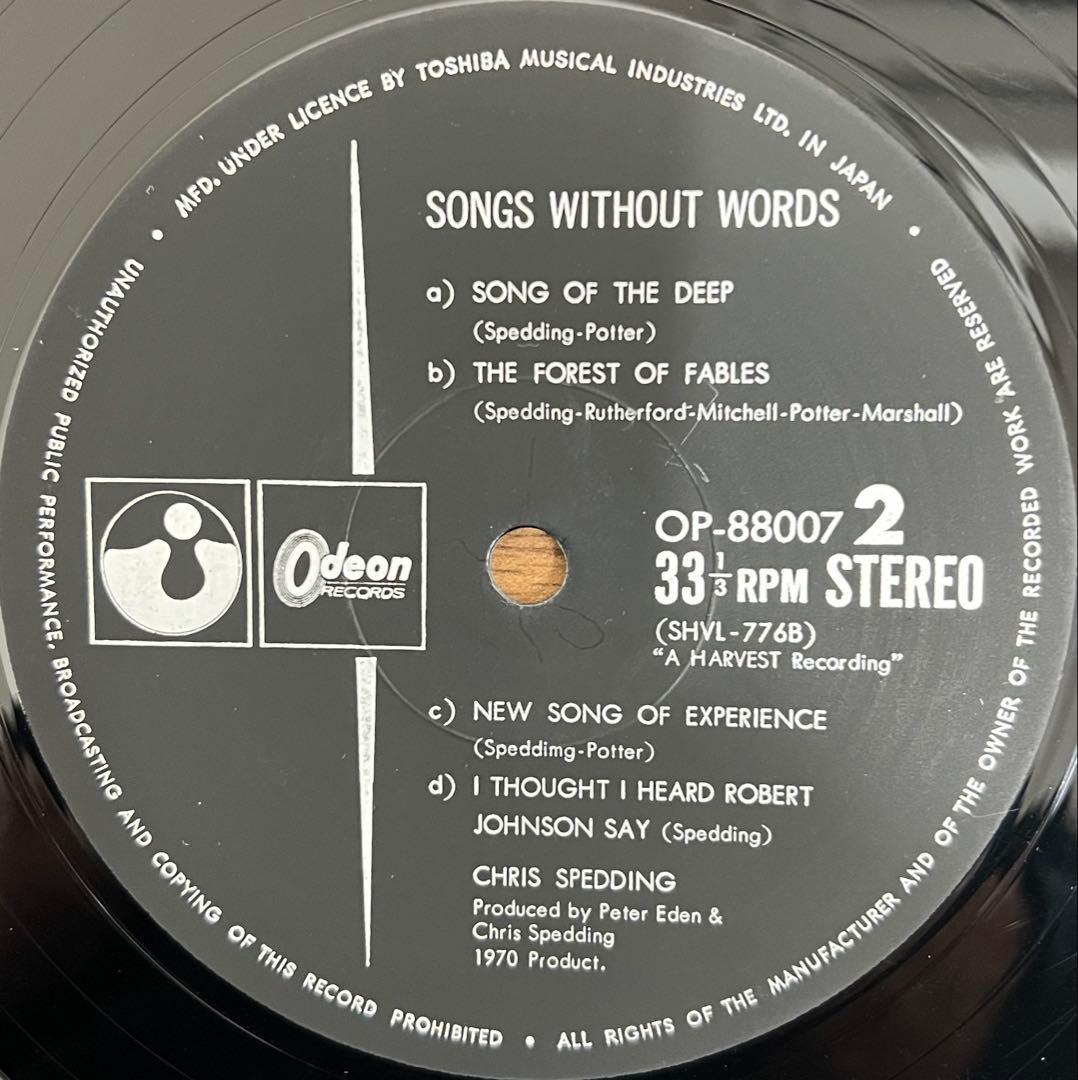 MFD. UNDER LICENCE BY TOSHIBA MUSICAL INDUSTRIES LTD. IN JAPAN
SONGS WITHOUT WORDS
a) SONG OF THE DEEP
(Spedding-Potter)
b) THE FOREST OF FABLES
(Spedding-Rutherford-Mitchell-Potter-Marshall)
Odeon
RECORDS
OP-88007 2
33 1/3 RPM STEREO
(SHVL-776B)
"A HARVEST Recording"
c) NEW SONG OF EXPERIENCE
(Speddimg-Potter)
d) I THOUGHT I HEARD ROBERT
JOHNSON SAY (Spedding)
CHRIS SPEDDING
Produced by Peter Eden &
Chris Spedding
1970 Product.
UNAUTHORIZED PUBLIC PERFORMANCE, BROADCASTING AND COPYING OF THIS RECORD PROHIBITED • ALL RIGHTS OF THE MANUFACTURER AND OF THE OWNER OF THE RECORDED WORK ARE RESERVED